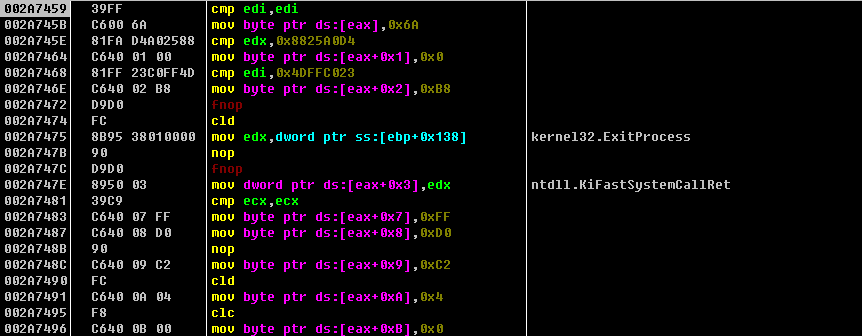 002A7459 39FF cmp edi,edi
002A745B C600 6A mov byte ptr ds:[eax],0x6A
002A745E 81FA D4A02588 cmp edx,0x8825A0D4
002A7464 C640 01 00 mov byte ptr ds:[eax+0x1],0x0
002A7468 81FF 23C0FF4D cmp edi,0x4DFFC023
002A746E C640 02 B8 mov byte ptr ds:[eax+0x2],0xB8
002A7472 D9D0 fnop
002A7474 FC cld
002A7475 8B95 38010000 mov edx,dword ptr ss:[ebp+0x138] kernel32.ExitProcess
002A747B 90 nop
002A747C D9D0 fnop
002A747E 8950 03 mov dword ptr ds:[eax+0x3],edx ntdll.KiFastSystemCallRet
002A7481 39C9 cmp ecx,ecx
002A7483 C640 07 FF mov byte ptr ds:[eax+0x7],0xFF
002A7487 C640 08 D0 mov byte ptr ds:[eax+0x8],0xD0
002A748B 90 nop
002A748C C640 09 C2 mov byte ptr ds:[eax+0x9],0xC2
002A7490 FC cld
002A7491 C640 0A 04 mov byte ptr ds:[eax+0xA],0x4
002A7495 F8 clc
002A7496 C640 0B 00 mov byte ptr ds:[eax+0xB],0x0